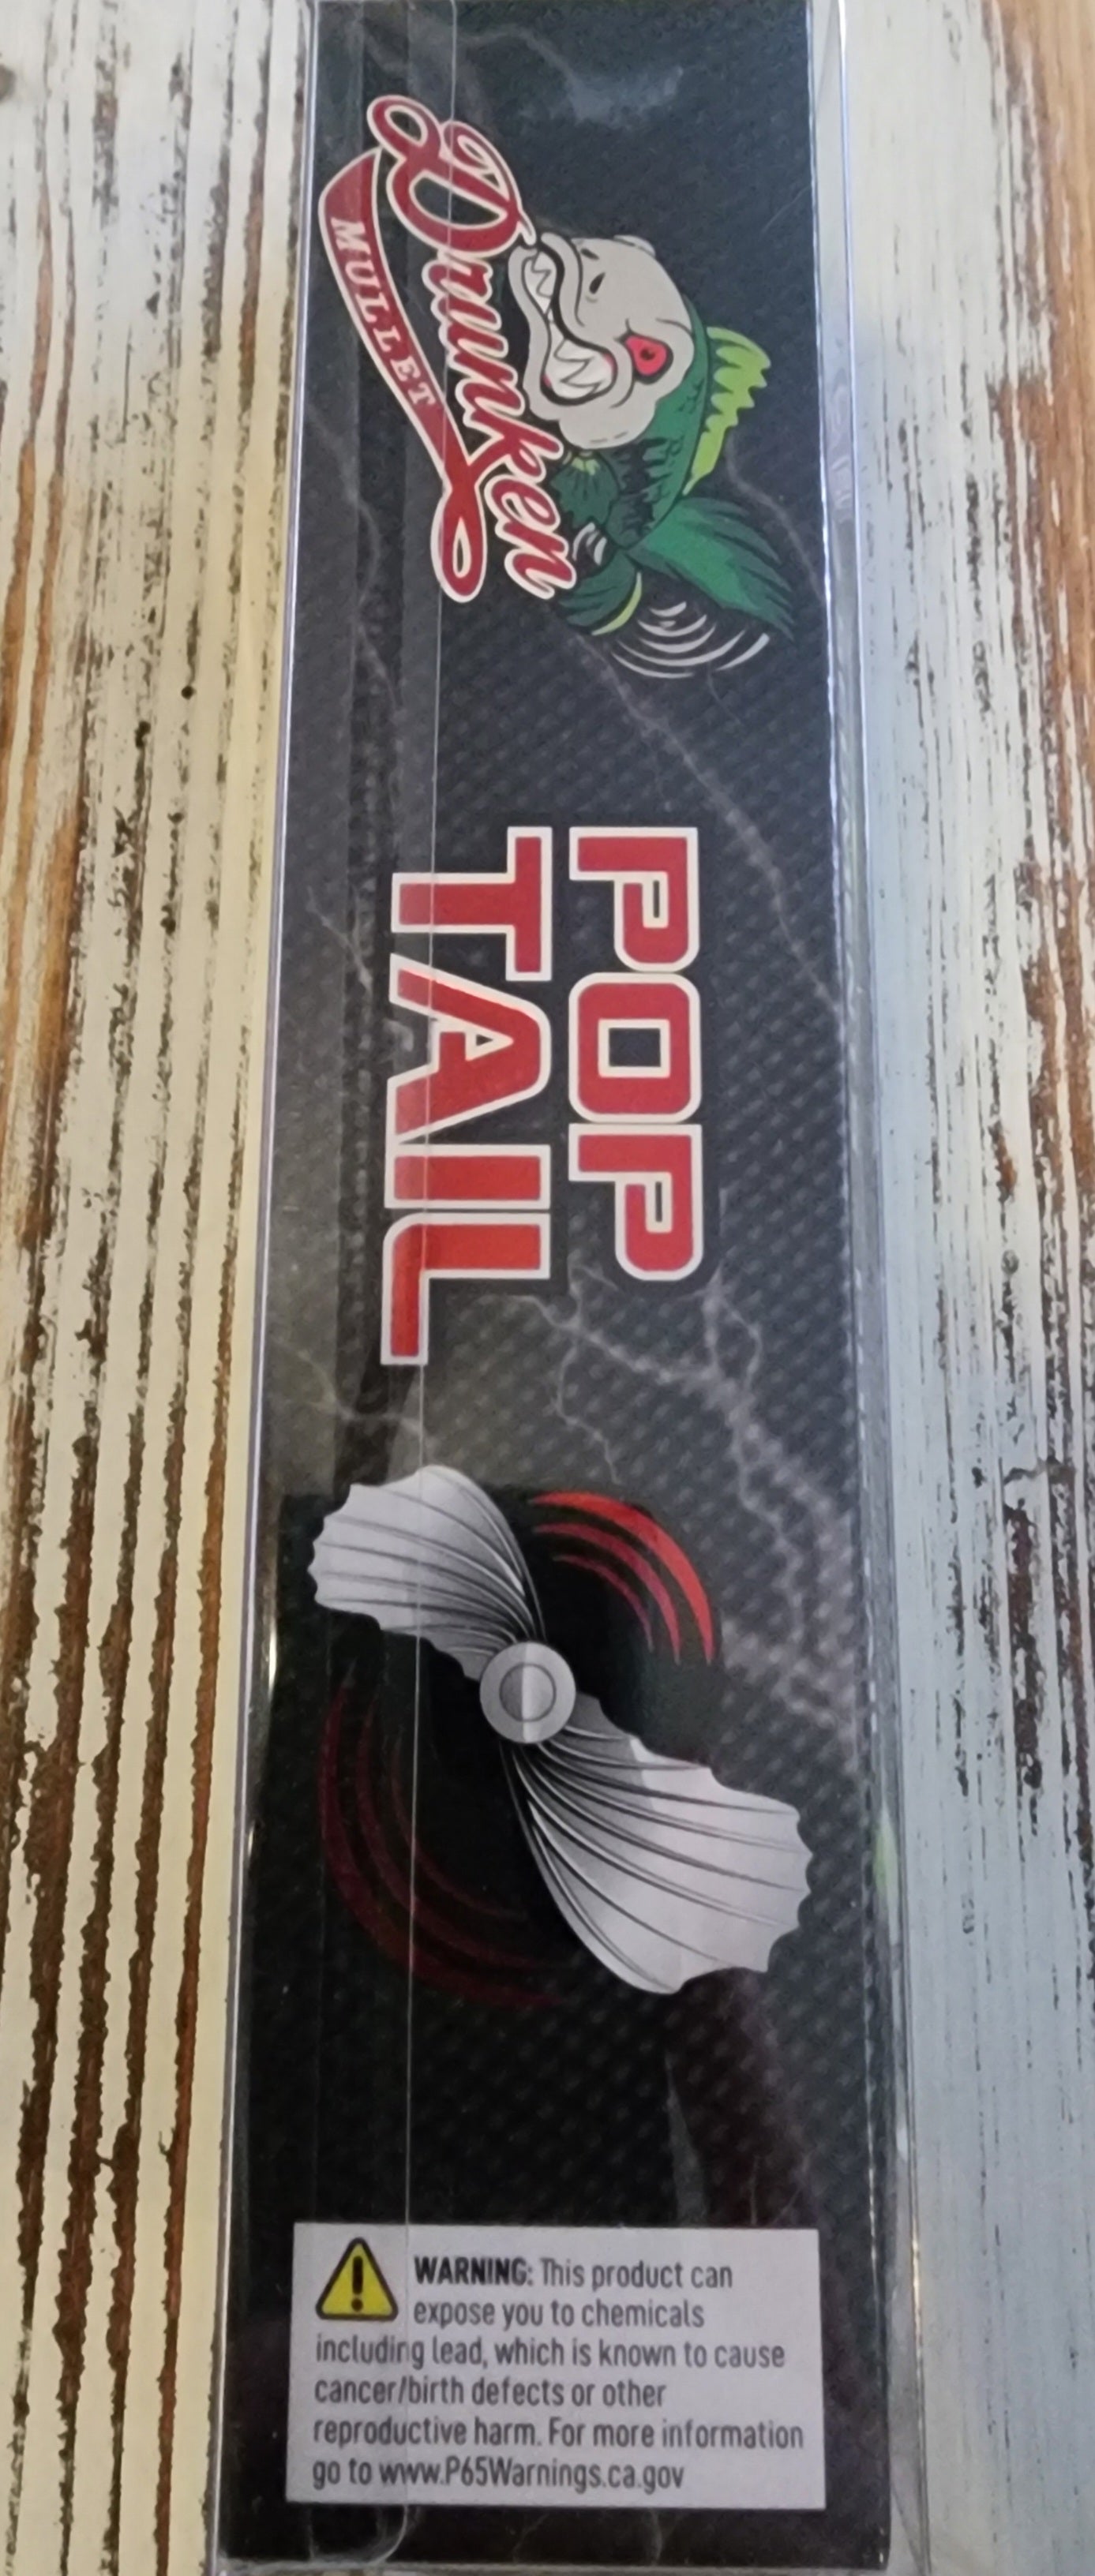 Drunken
MULLET
POP
TAIL
WARNING: This product can
expose you to chemicals
including lead, which is known to cause
cancer/birth defects or other
reproductive harm. For more information
go to www.P65Warnings.ca.gov